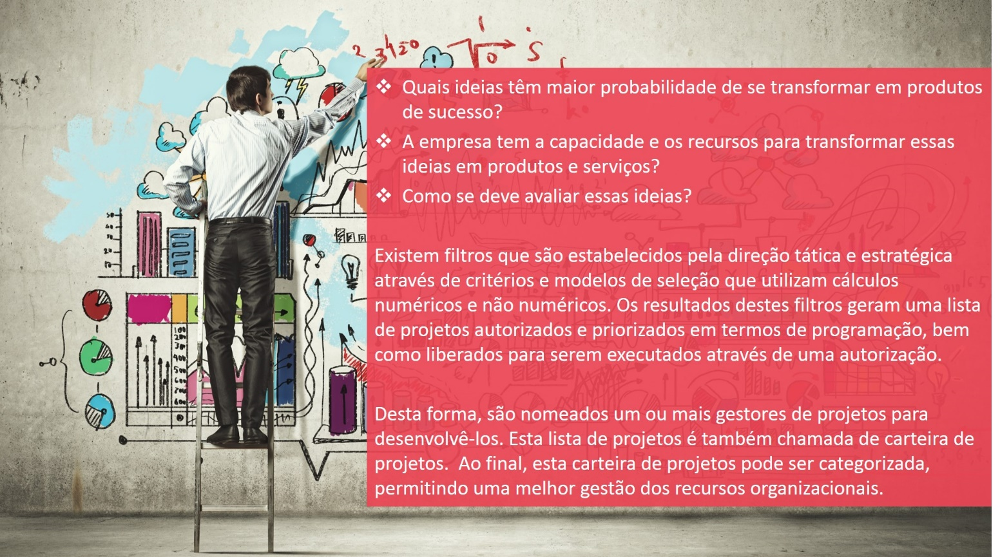 ❖ Quais ideias têm maior probabilidade de se transformar em produtos
de sucesso?
❖ A empresa tem a capacidade e os recursos para transformar essas
ideias em produtos e serviços?
❖ Como se deve avaliar essas ideias?
Existem filtros que são estabelecidos pela direção tática e estratégica
através de critérios e modelos de seleção que utilizam cálculos
numéricos e não numéricos. Os resultados destes filtros geram uma lista
de projetos autorizados e priorizados em termos de programação, bem
como liberados para serem executados através de uma autorização.
Desta forma, são nomeados um ou mais gestores de projetos para
desenvolvê-los. Esta lista de projetos é também chamada de carteira de
projetos.  Ao final, esta carteira de projetos pode ser categorizada,
permitindo uma melhor gestão dos recursos organizacionais.